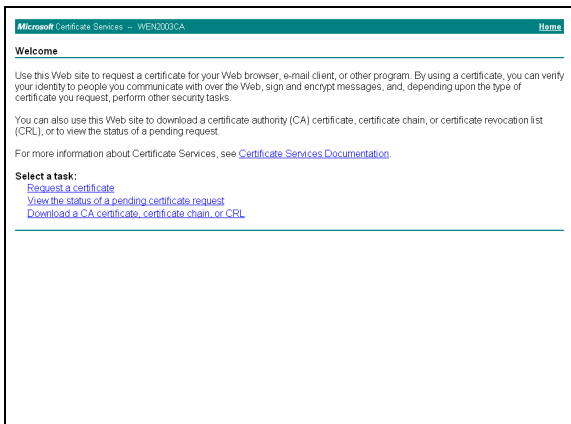 Microsoft Certificate Services -- WEN2003CA Home
Welcome
Use this Web site to request a certificate for your Web browser, e-mail client, or other program. By using a certificate, you can verify
your identity to people you communicate with over the Web, sign and encrypt messages, and, depending upon the type of
certificate you request, perform other security tasks.
You can also use this Web site to download a certificate authority (CA) certificate, certificate chain, or certificate revocation list
(CRL), or to view the status of a pending request.
For more information about Certificate Services, see Certificate Services Documentation.
Select a task:
Request a certificate
View the status of a pending certificate request
Download a CA certificate, certificate chain, or CRL